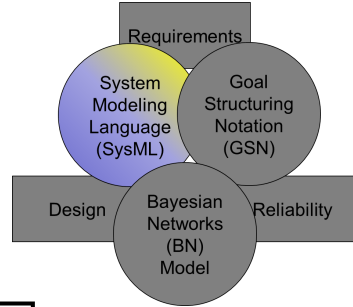 Requirements
System
Modeling
Language
(SysML)
Goal
Structuring
Notation
(GSN)
Design
Bayesian
Networks
(BN)
Model
Reliability